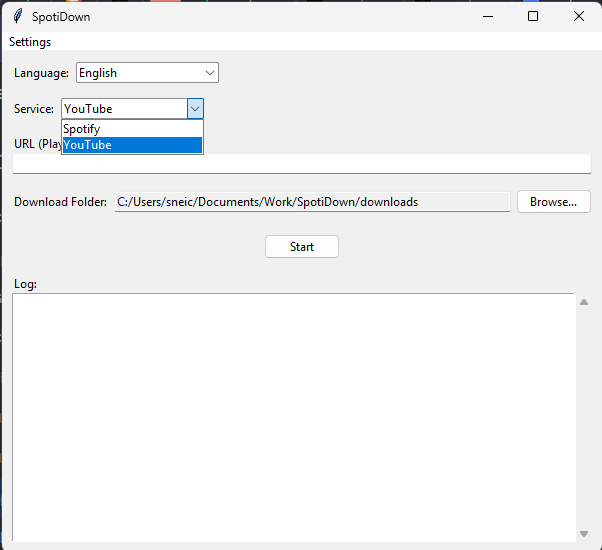 SpotiDown
Settings
Language: English
Service: YouTube
Spotify
YouTube
URL (Play
Download Folder: C:/Users/sneic/Documents/Work/SpotiDown/downloads Browse...
Start
Log: